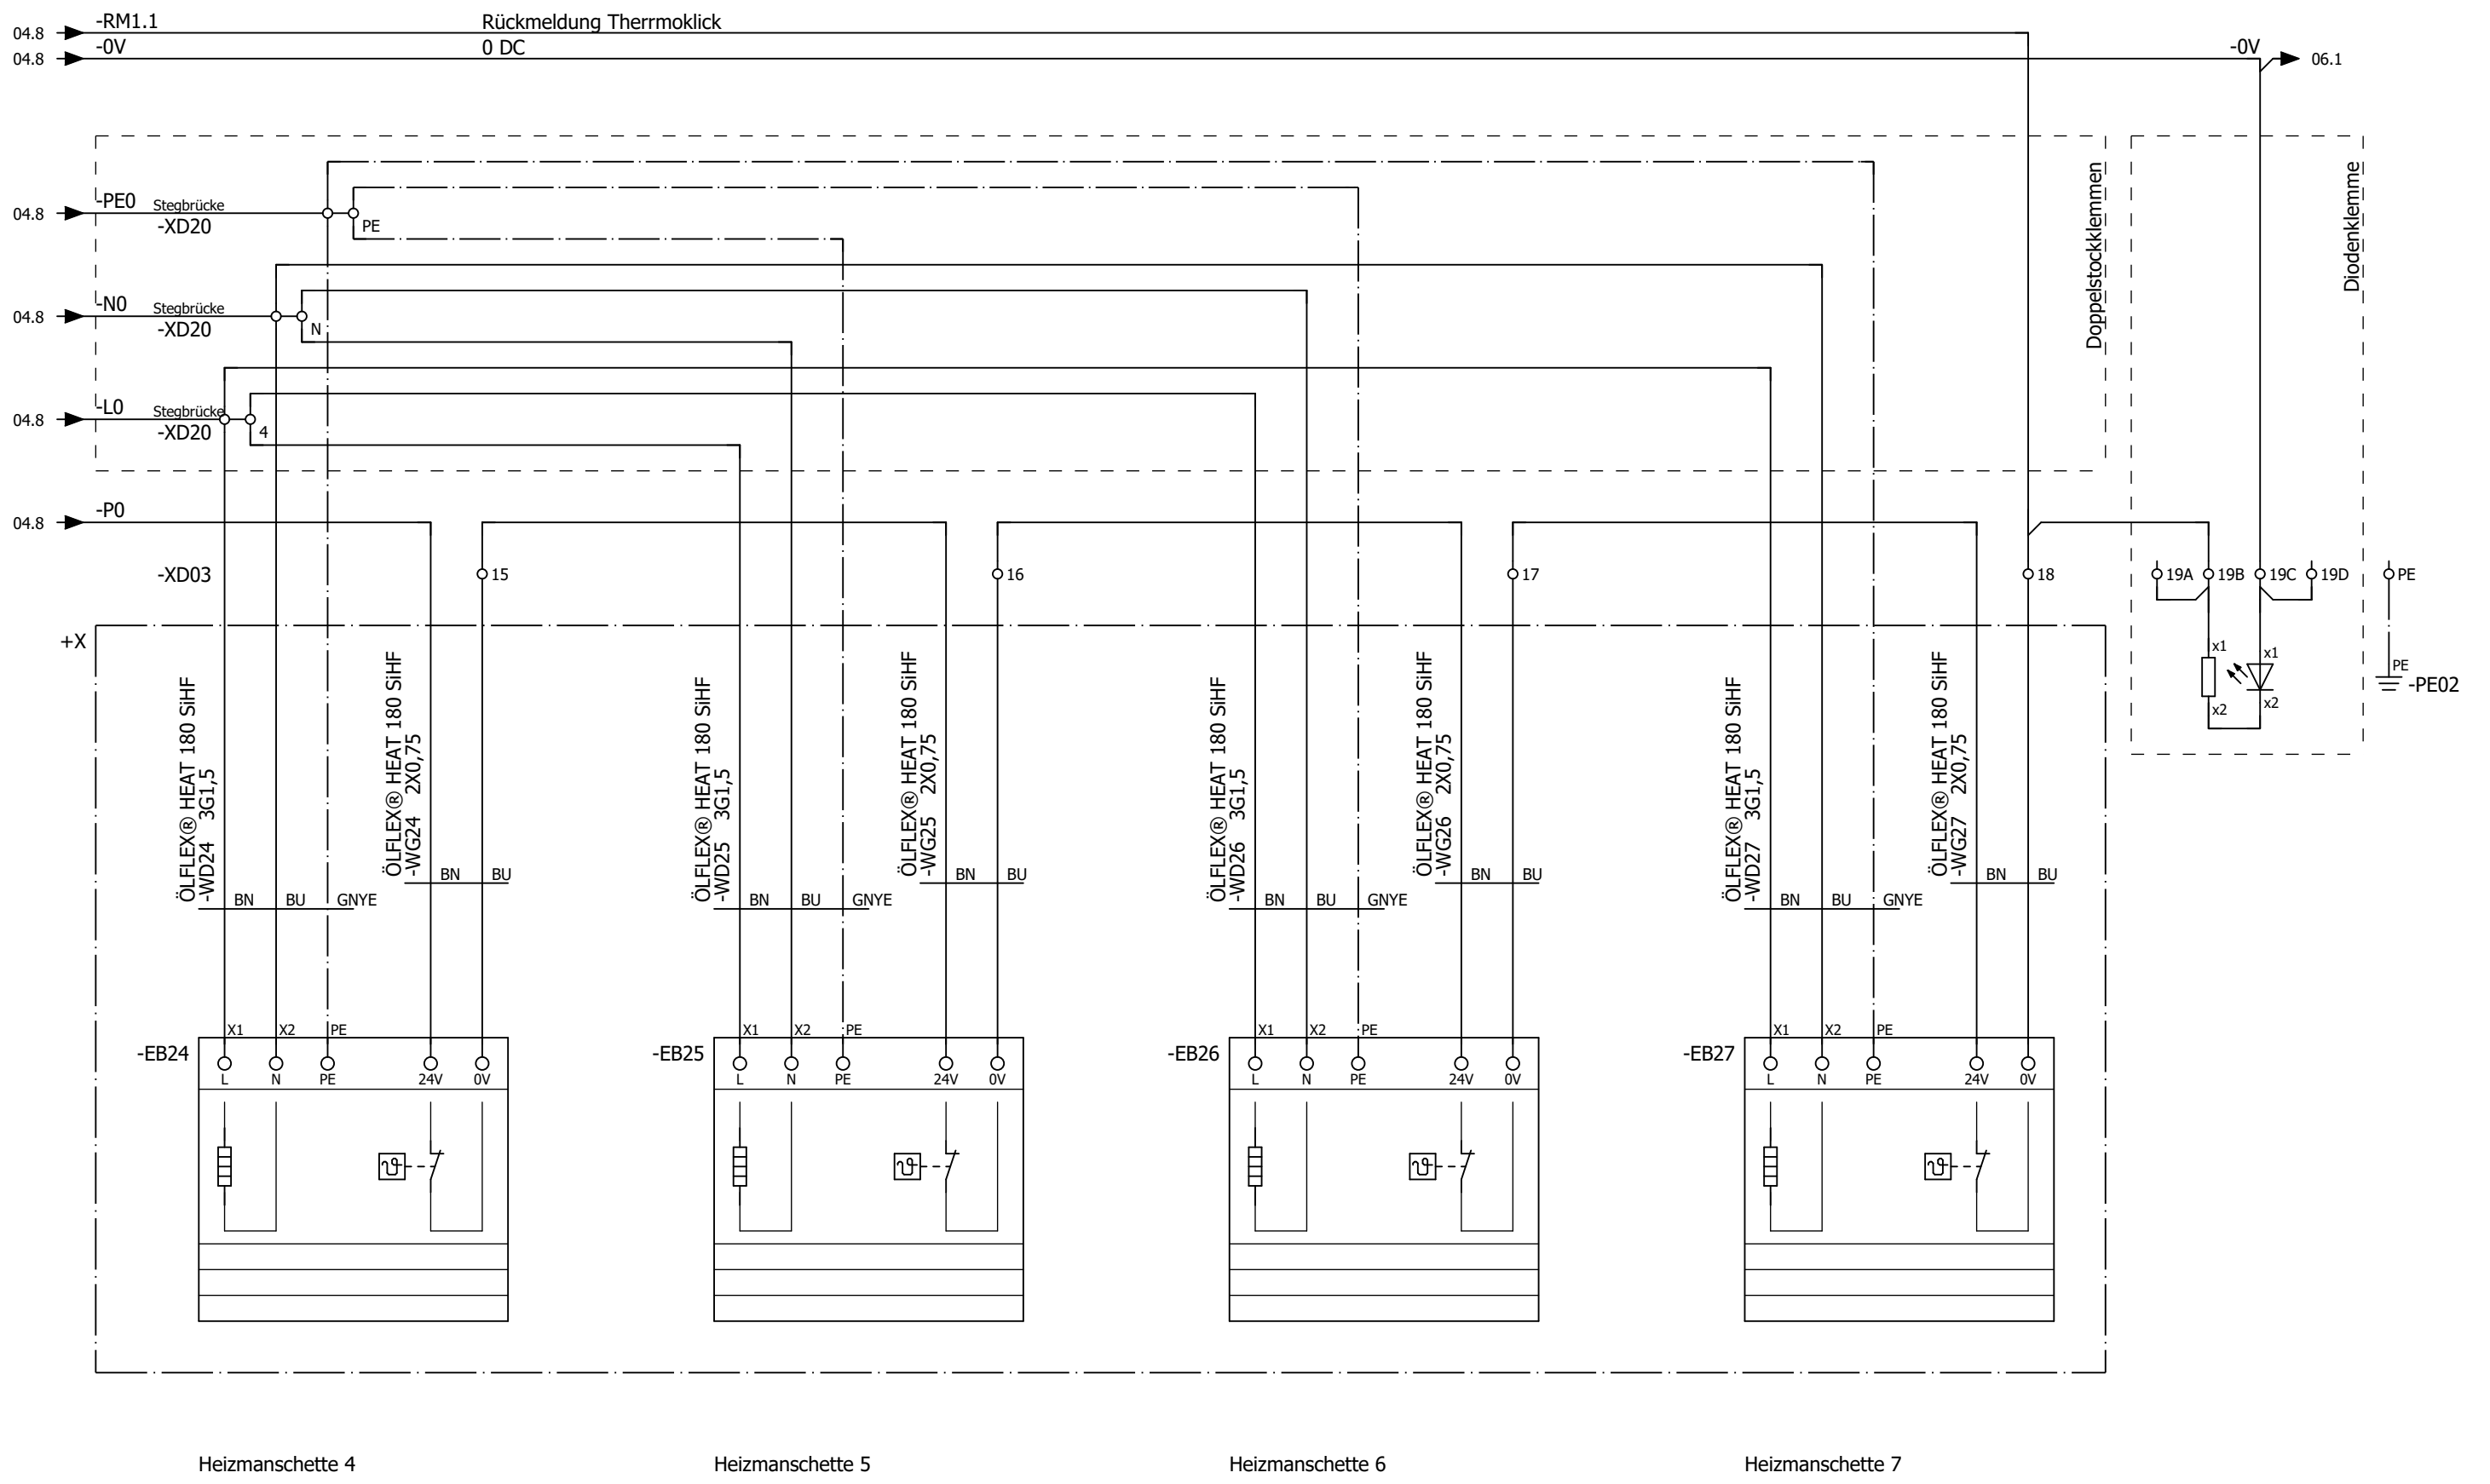 -RM1.1 Rückmeldung Therrmoklick
04.8
-0V 0 DC -0V
04.8 06.1
Doppelstockklemmen
Diodenklemme
-PE0 Stegbrücke
04.8
-XD20 PE
-N0 Stegbrücke
04.8
-XD20 N
-L0 Stegbrücke
04.8
-XD20 4
-P0
04.8
-XD03 15 16 17 18 19A 19B 19C 19D PE
+X
x1 x1 PE
-PE02
x2 x2
ÖLFLEX® HEAT 180 SiHF
-WD24 3G1,5
ÖLFLEX® HEAT 180 SiHF
-WG24 2X0,75
ÖLFLEX® HEAT 180 SiHF
-WD25 3G1,5
ÖLFLEX® HEAT 180 SiHF
-WG25 2X0,75
ÖLFLEX® HEAT 180 SiHF
-WD26 3G1,5
ÖLFLEX® HEAT 180 SiHF
-WG26 2X0,75
ÖLFLEX® HEAT 180 SiHF
-WD27 3G1,5
ÖLFLEX® HEAT 180 SiHF
-WG27 2X0,75
BN BU BN BU BN BU BN BU
BN BU GNYE BN BU GNYE BN BU GNYE BN BU GNYE
X1 X2 PE X1 X2 PE X1 X2 PE X1 X2 PE
-EB24 -EB25 -EB26 -EB27
L N PE 24V 0V L N PE 24V 0V L N PE 24V 0V L N PE 24V 0V
ϑ ϑ ϑ ϑ
Heizmanschette 4 Heizmanschette 5 Heizmanschette 6 Heizmanschette 7